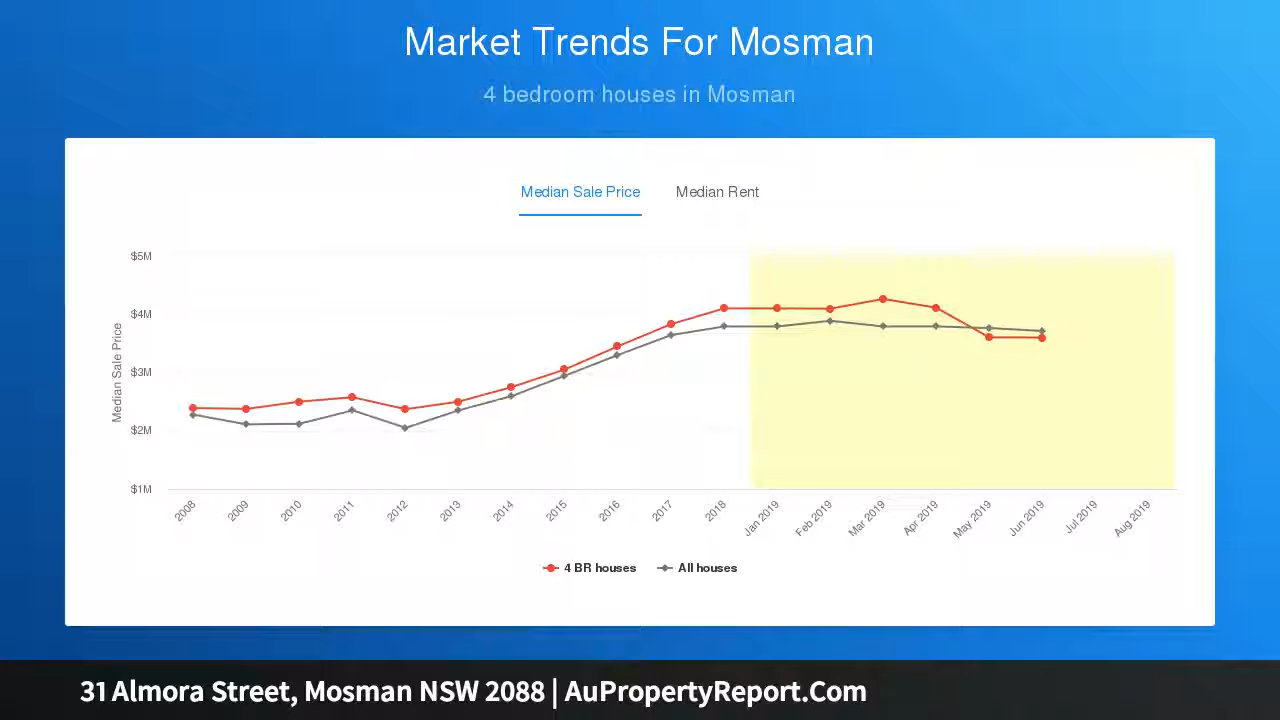 Market Trends For Mosman
4 bedroom houses in Mosman
Median Sale Price Median Rent
$5M
$4M
$3M
$2M
$1M
Median Sale Price
2008 2009 2010 2011 2012 2013 2014 2015 2016 2017 2018 Jan 2019 Feb 2019 Mar 2019 Apr 2019 May 2019 Jun 2019 Jul 2019 Aug 2019
4 BR houses All houses
31 Almora Street, Mosman NSW 2088 | AuPropertyReport.Com